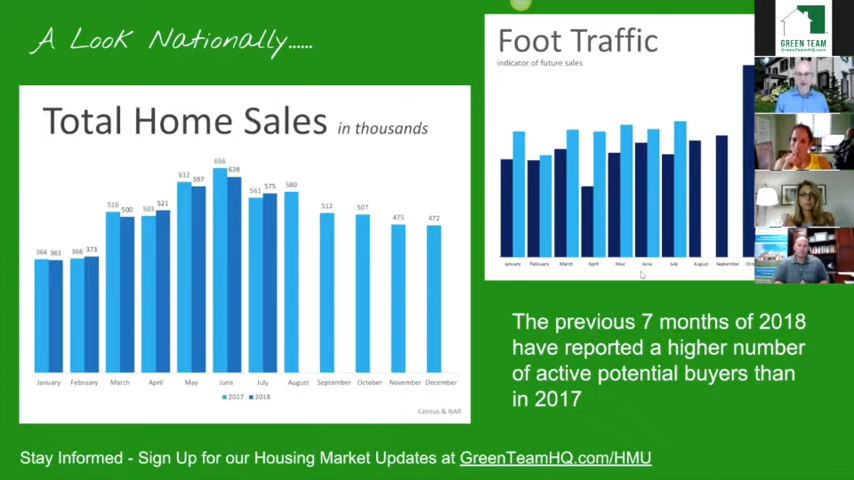 A Look Nationally......
Total Home Sales in thousands
364 361
366 373
516 500
503 521
612 597
656 628
561 575
580
512
507
475
472
January February March April May June July August September October November December
2017 2018
Census & NAR
Foot Traffic
indicator of future sales
January February March April May June July August September
GREEN TEAM
GreenTeamHQ.com
The previous 7 months of 2018
have reported a higher number
of active potential buyers than
in 2017
Stay Informed - Sign Up for our Housing Market Updates at GreenTeamHQ.com/HMU